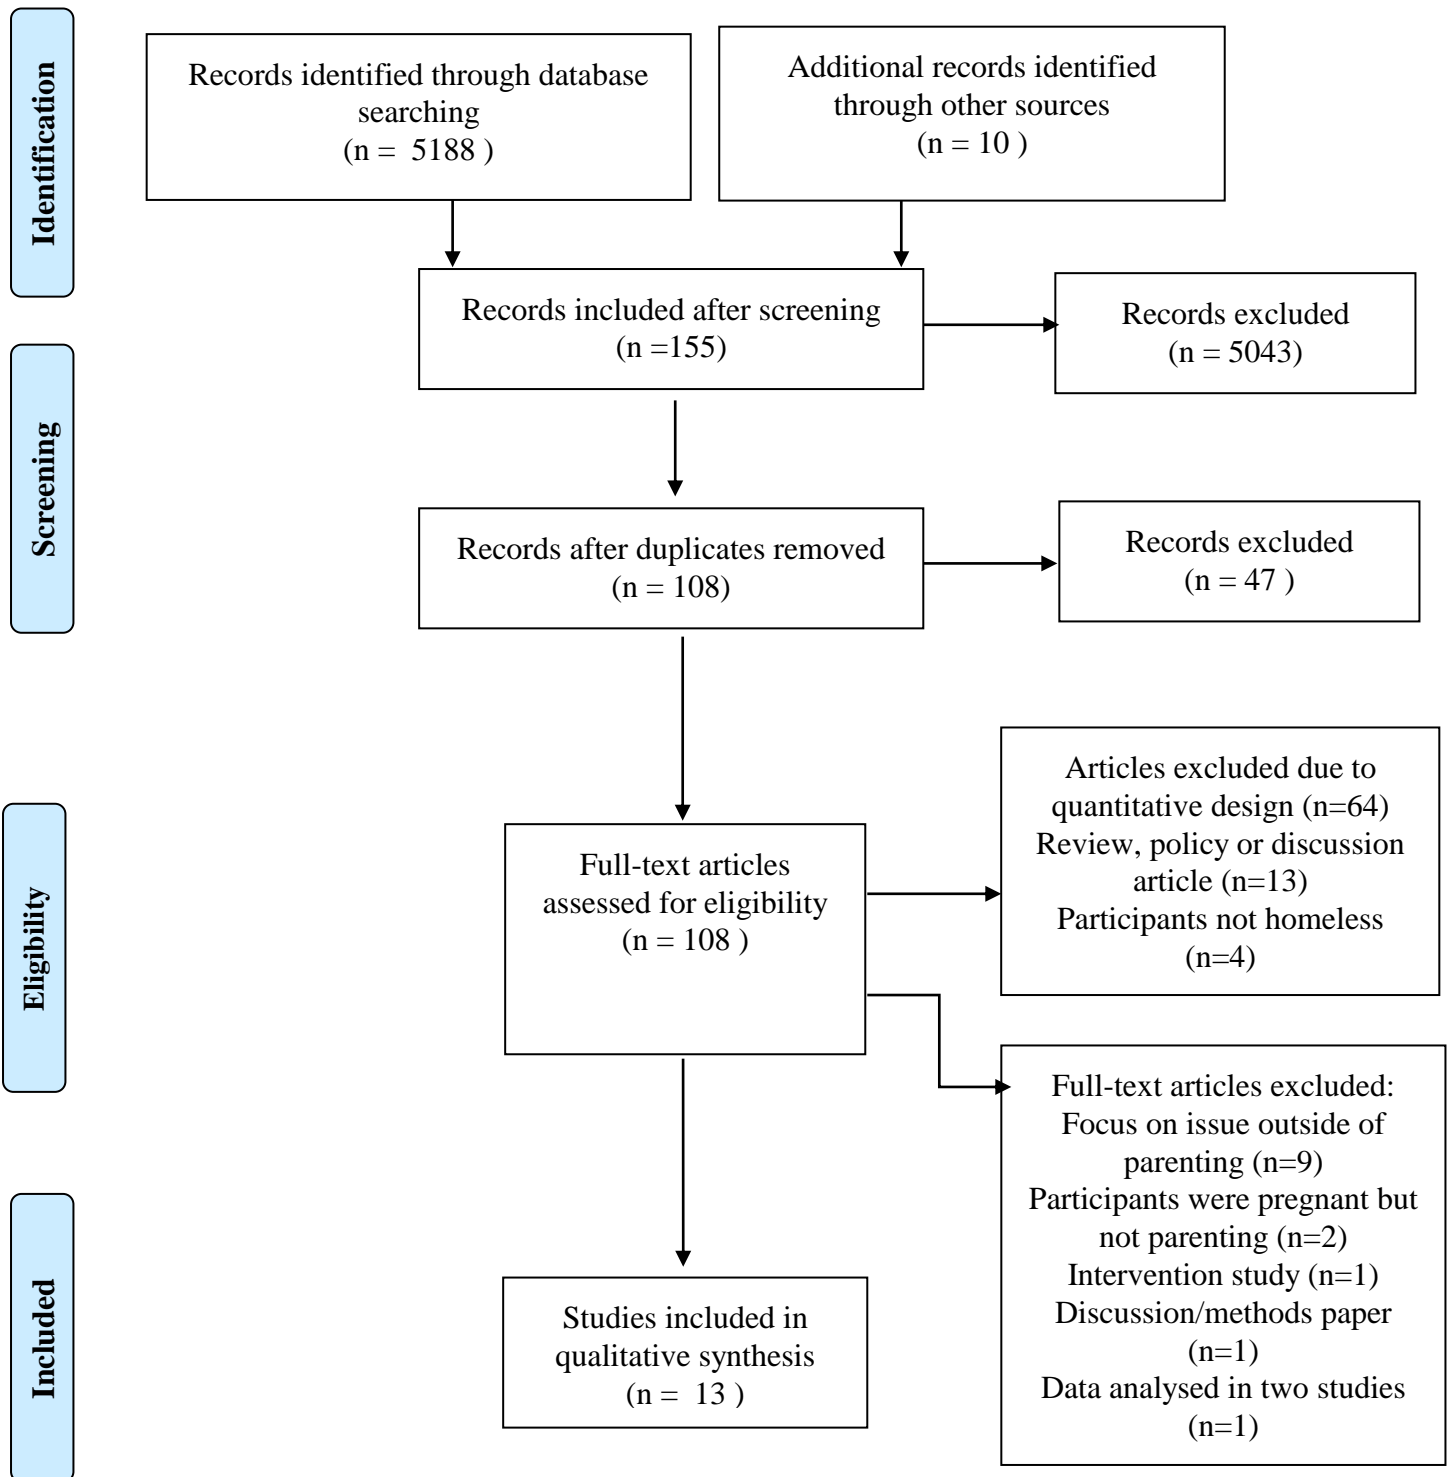 Identification
Records identified through database
searching
(n =  5188 )
Additional records identified
through other sources
(n = 10 )
Records included after screening
(n =155)
Records excluded
(n = 5043)
Screening
Records after duplicates removed
(n = 108)
Records excluded
(n = 47 )
Eligibility
Full-text articles
assessed for eligibility
(n = 108 )
Articles excluded due to
quantitative design (n=64)
Review, policy or discussion
article (n=13)
Participants not homeless
(n=4)
Full-text articles excluded:
Focus on issue outside of
parenting (n=9)
Participants were pregnant but
not parenting (n=2)
Intervention study (n=1)
Discussion/methods paper
(n=1)
Data analysed in two studies
(n=1)
Included
Studies included in
qualitative synthesis
(n =  13 )